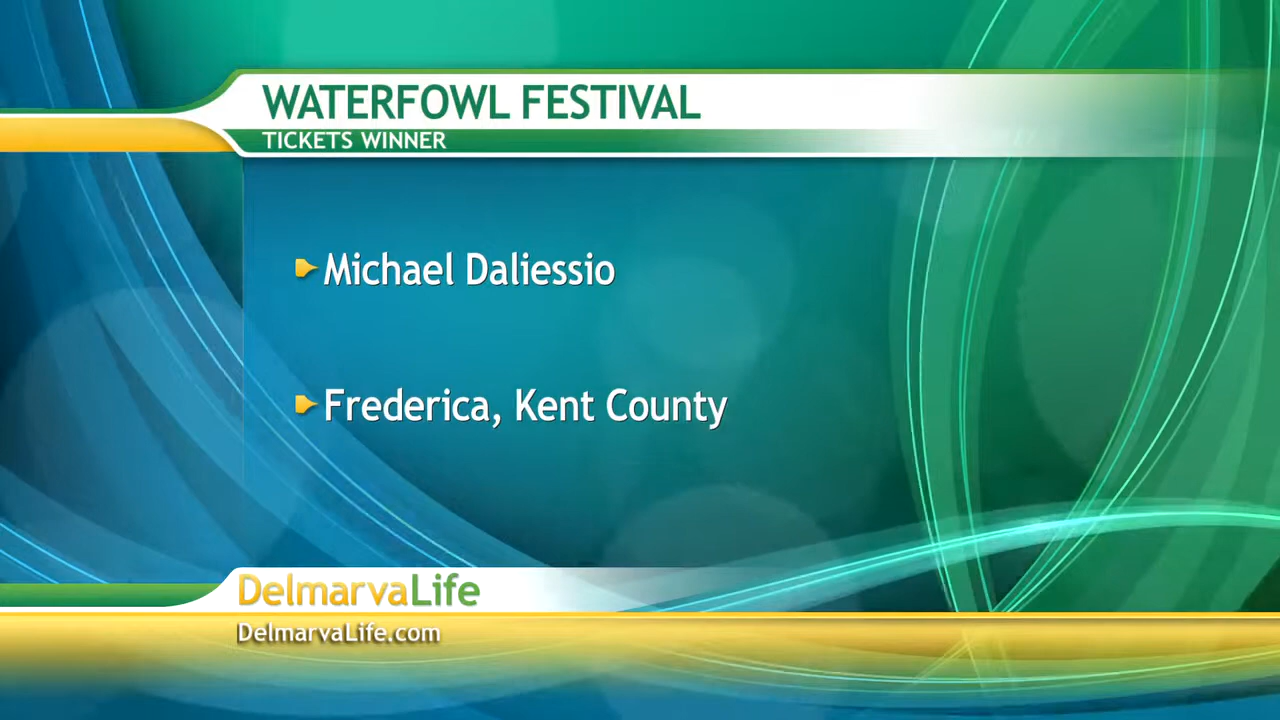 WATERFOWL FESTIVAL
TICKETS WINNER
Michael Daliessio
Frederica, Kent County
DelmarvaLife
DelmarvaLife.com